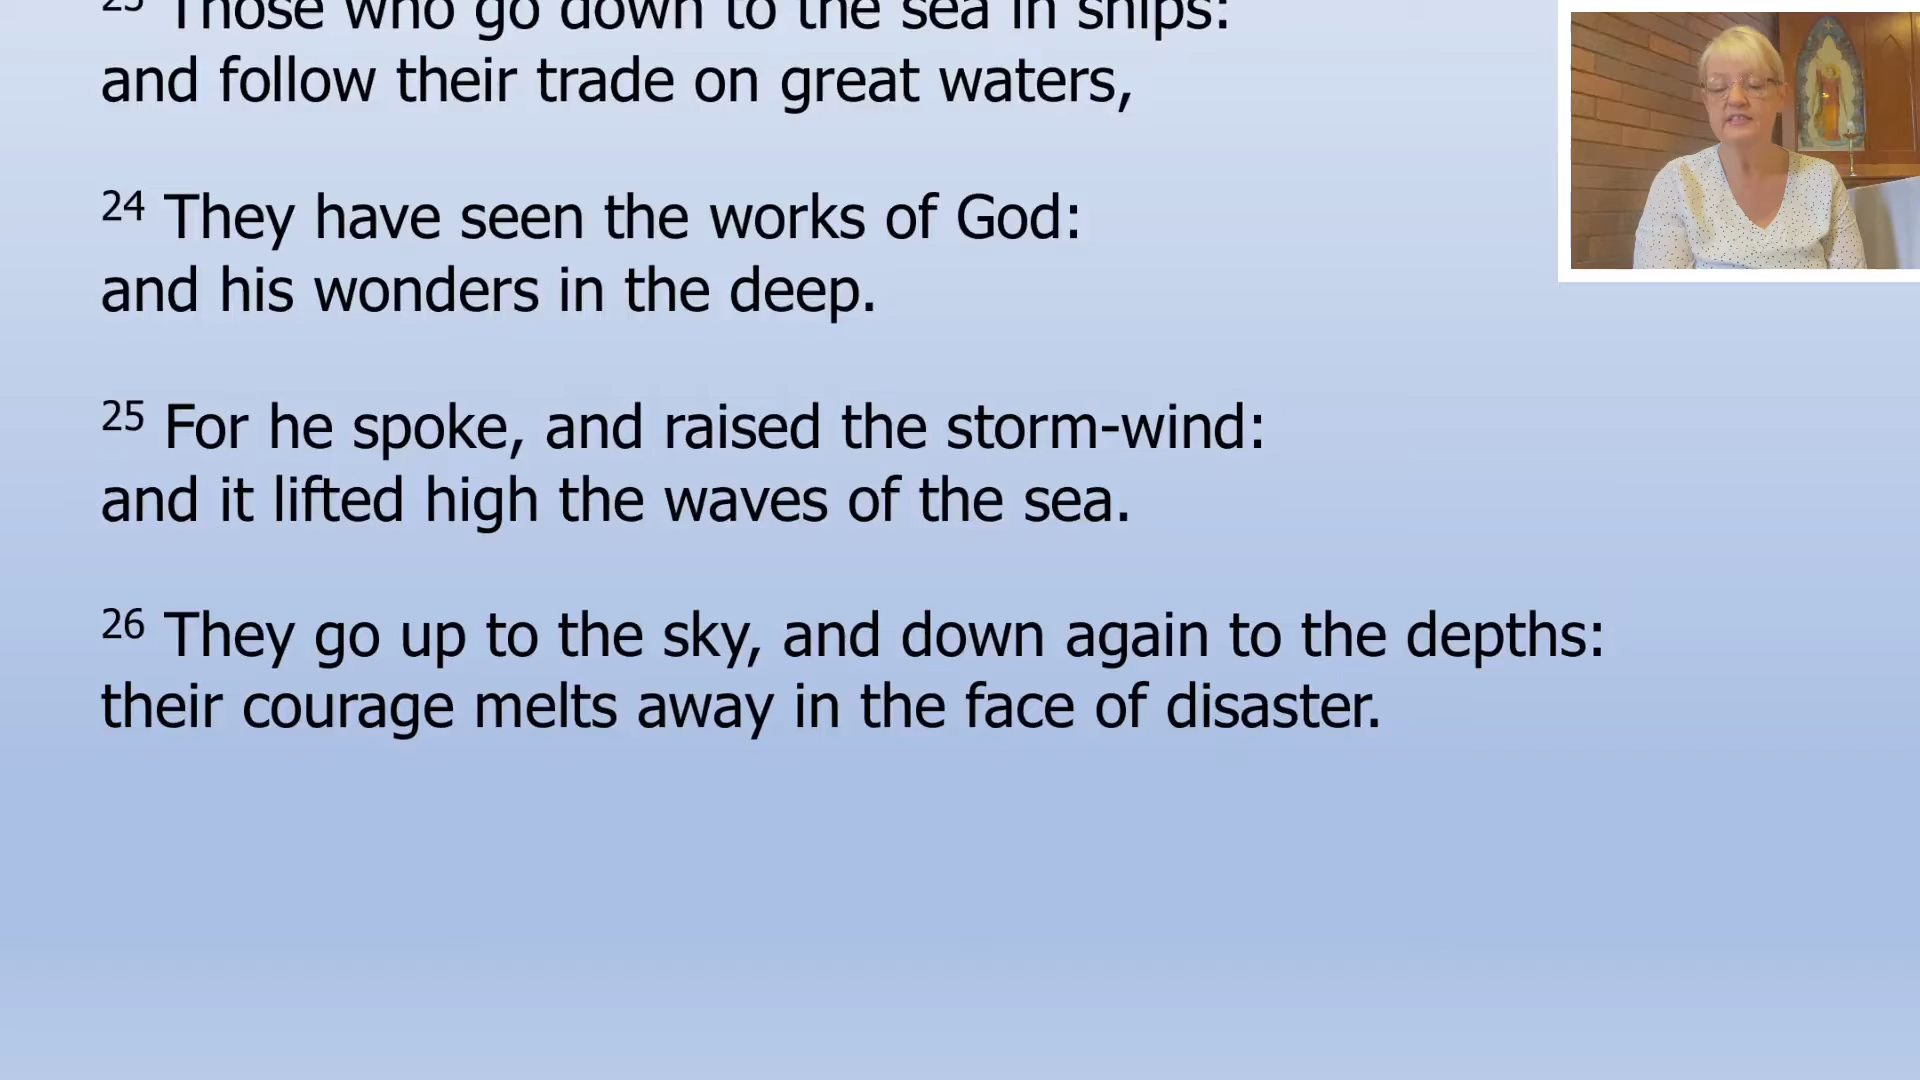 23 Those who go down to the sea in ships:
and follow their trade on great waters,
24 They have seen the works of God:
and his wonders in the deep.
25 For he spoke, and raised the storm-wind:
and it lifted high the waves of the sea.
26 They go up to the sky, and down again to the depths:
their courage melts away in the face of disaster.